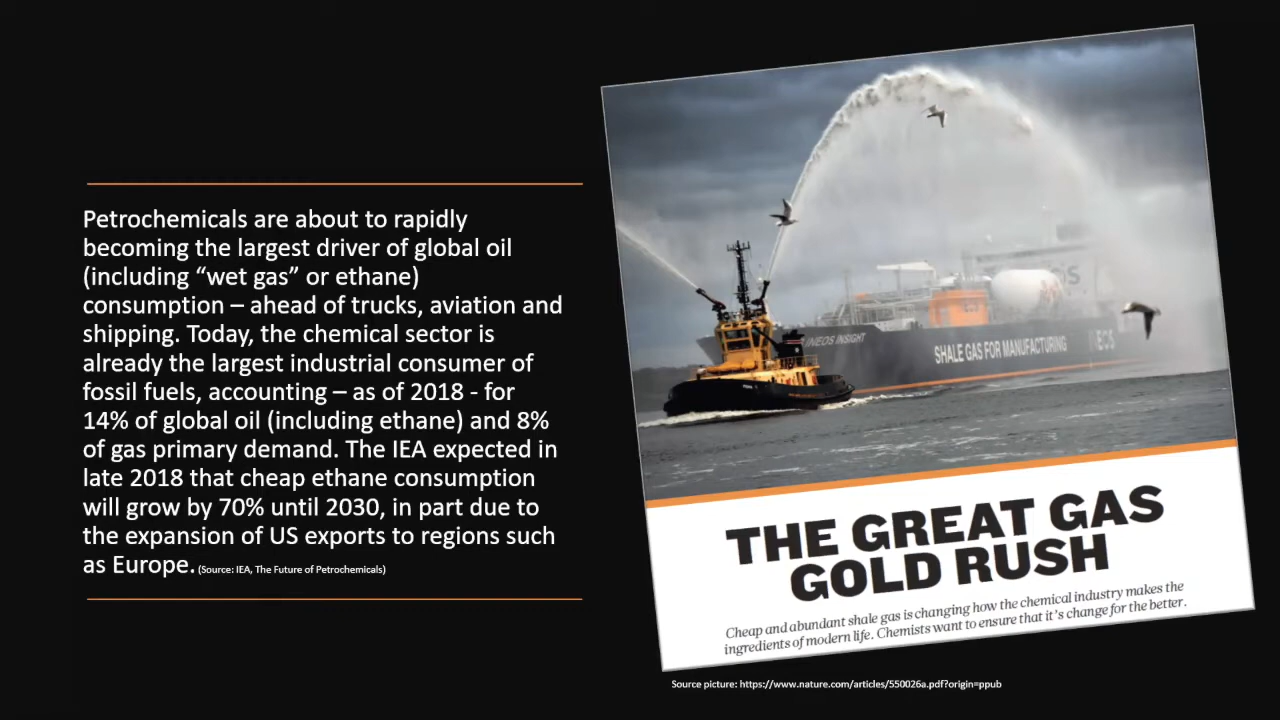 Petrochemicals are about to rapidly
becoming the largest driver of global oil
(including “wet gas” or ethane)
consumption – ahead of trucks, aviation and
shipping. Today, the chemical sector is
already the largest industrial consumer of
fossil fuels, accounting – as of 2018 - for
14% of global oil (including ethane) and 8%
of gas primary demand. The IEA expected in
late 2018 that cheap ethane consumption
will grow by 70% until 2030, in part due to
the expansion of US exports to regions such
as Europe. (Source: IEA, The Future of Petrochemicals)
INEOS INSIGHT
SHALE GAS FOR MANUFACTURING
INEOS
THE GREAT GAS
GOLD RUSH
Cheap and abundant shale gas is changing how the chemical industry makes the
ingredients of modern life. Chemists want to ensure that it’s change for the better.
Source picture: https://www.nature.com/articles/550026a.pdf?origin=ppub